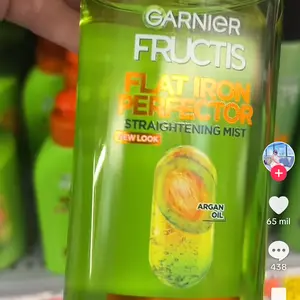 GARNIER
FRUCTIS
FLAT IRON
PERFECTOR
STRAIGHTENING MIST
NEW LOOK
ARGAN
OIL
65 mil
438